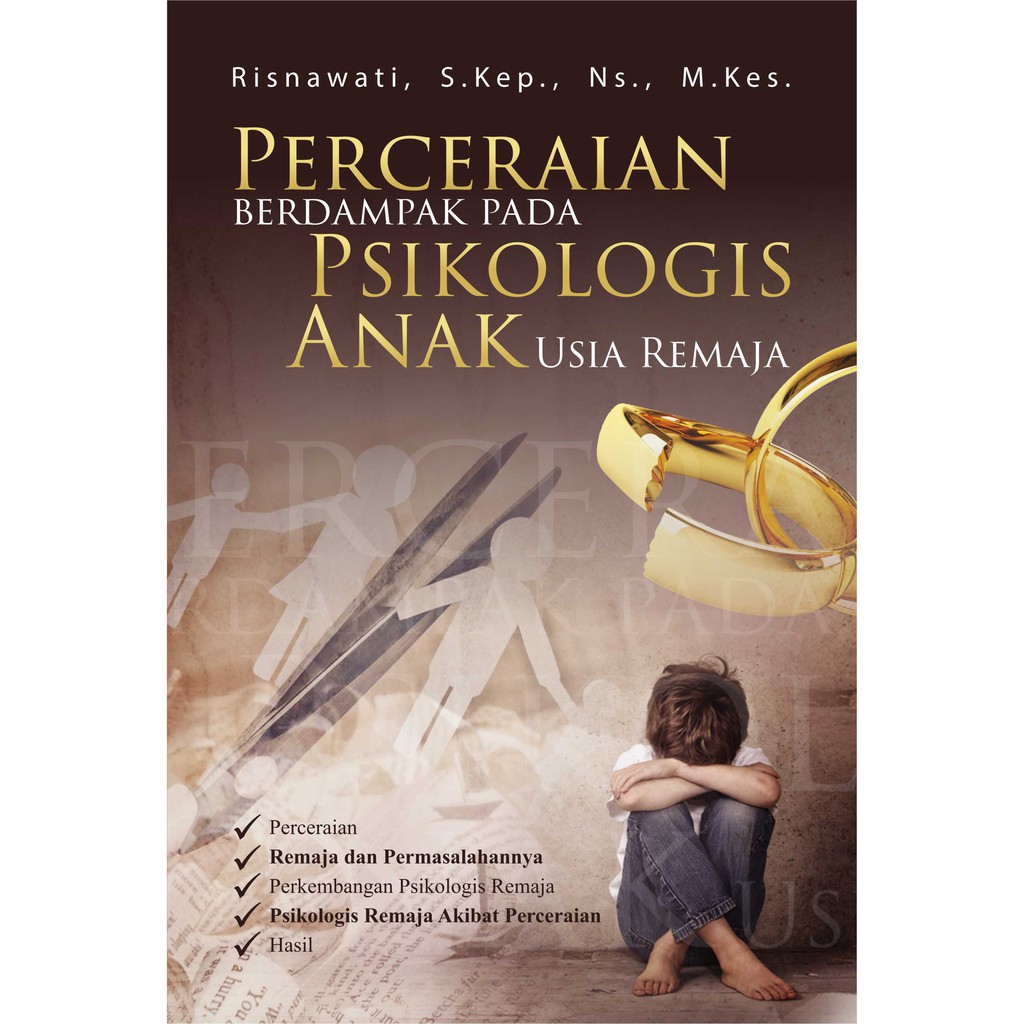 Risnawati, S.Kep., Ns., M.Kes.
PERCERAIAN
BERDAMPAK PADA
PSIKOLOGIS
ANAK USIA REMAJA
Perceraian
Remaja dan Permasalahannya
Perkembangan Psikologis Remaja
Psikologis Remaja Akibat Perceraian
Hasil